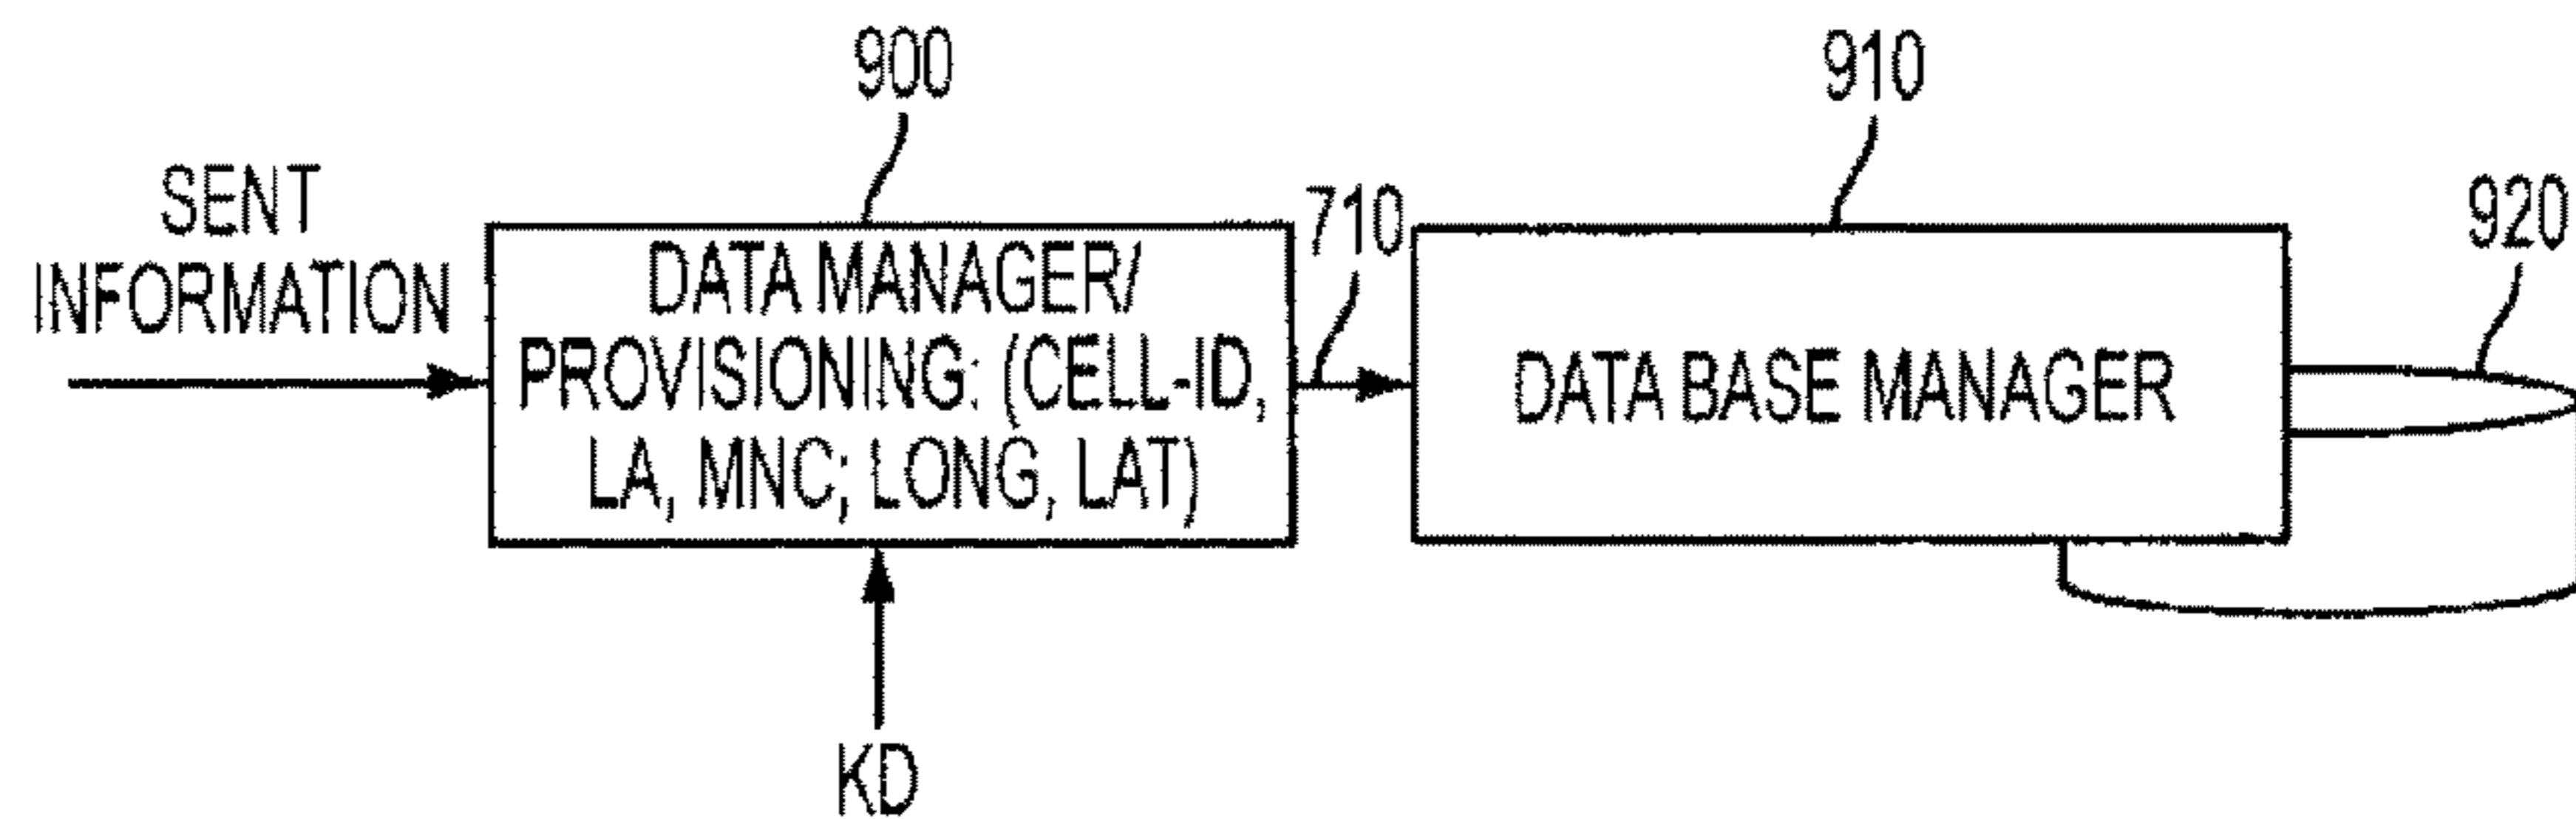 900
910
SENT
INFORMATION
710
920
DATA MANAGER/
PROVISIONING: (CELL-ID,
LA, MNC; LONG, LAT)
DATA BASE MANAGER
KD